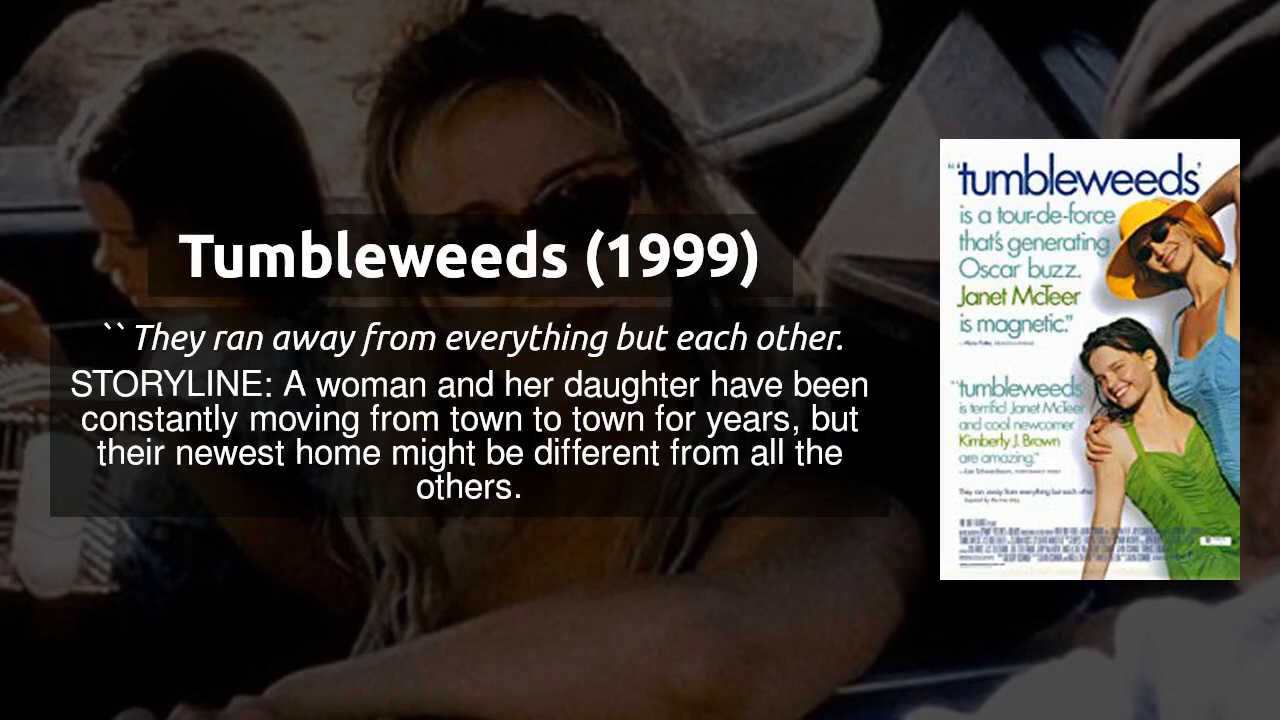 Tumbleweeds (1999)
`` They ran away from everything but each other.
STORYLINE: A woman and her daughter have been
constantly moving from town to town for years, but
their newest home might be different from all the
others.
"'tumbleweeds'
is a tour-de-force
that's generating
Oscar buzz.
Janet McTeer
is magnetic."
"'tumbleweeds
is terrific! Janet McTeer
and cool newcomer
Kimberly J. Brown
are amazing."
They ran away from everything but each other.